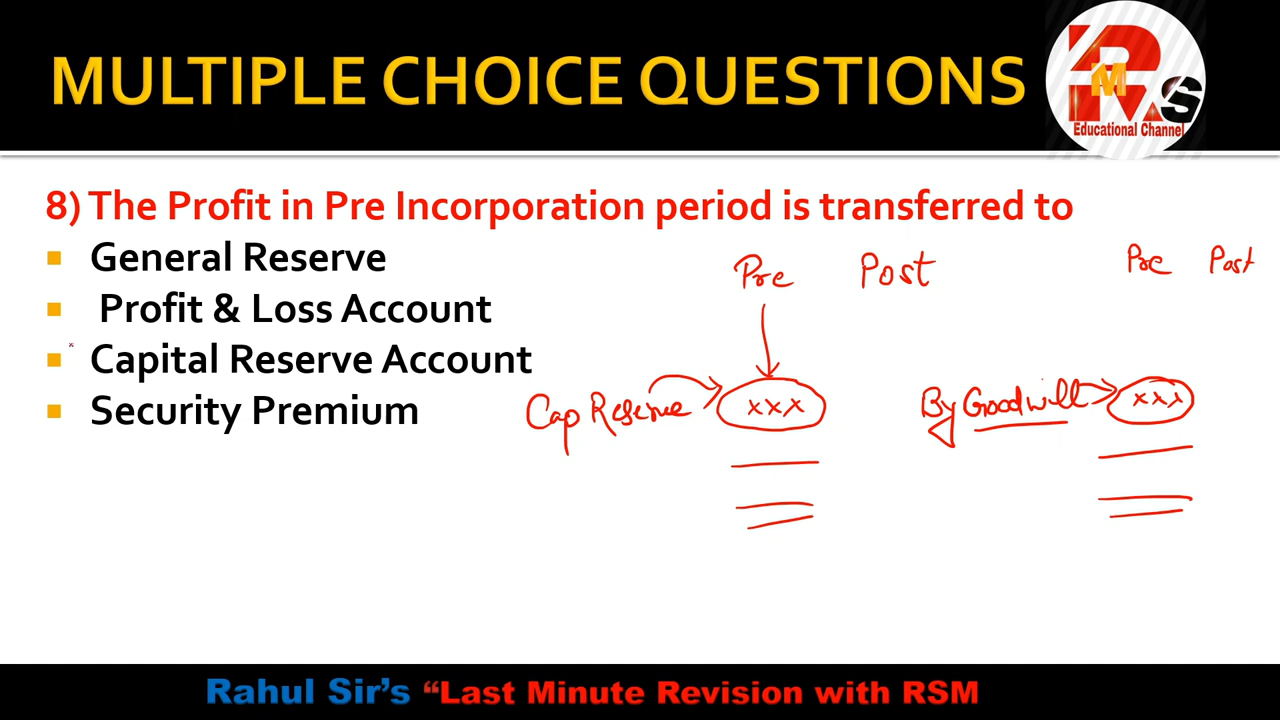 MULTIPLE CHOICE QUESTIONS
RMS
Educational Channel
8) The Profit in Pre Incorporation period is transferred to
General Reserve
Profit & Loss Account
Capital Reserve Account
Security Premium
Pre Post
Cap Reserve xxx
Pre Post
By Goodwill xxx
Rahul Sir's "Last Minute Revision with RSM